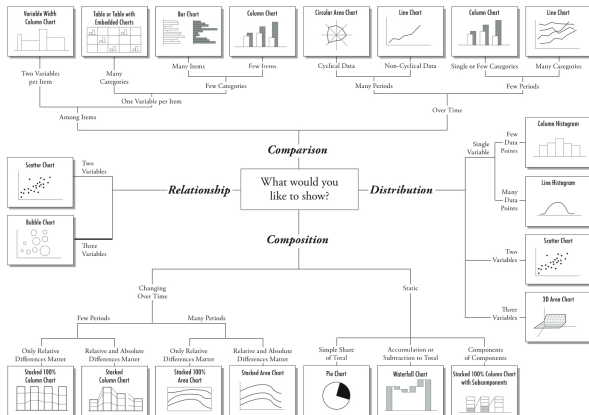 Variable Width
Column Chart
Table or Table with
Embedded Charts
Bar Chart
Column Chart
Circular Area Chart
Line Chart
Column Chart
Line Chart
Two Variables
per Item
Many
Categories
Many Items
Few Items
Cyclical Data
Non-Cyclical Data
Single or Few Categories
Many Categories
Few Categories
Many Periods
Few Periods
One Variable per Item
Over Time
Among Items
Comparison
Relationship
What would you
like to show?
Distribution
Composition
Scatter Chart
Two
Variables
Bubble Chart
Three
Variables
Single
Variable
Few
Data
Points
Column Histogram
Many
Data
Points
Line Histogram
Two
Variables
Scatter Chart
Three
Variables
3D Area Chart
Changing
Over Time
Static
Few Periods
Many Periods
Only Relative
Differences Matter
Relative and Absolute
Differences Matter
Only Relative
Differences Matter
Relative and Absolute
Differences Matter
Simple Share
of Total
Accumulation or
Subtraction to Total
Components
of Components
Stacked 100%
Column Chart
Stacked
Column Chart
Stacked 100%
Area Chart
Stacked Area Chart
Pie Chart
Waterfall Chart
Stacked 100% Column Chart
with Subcomponents